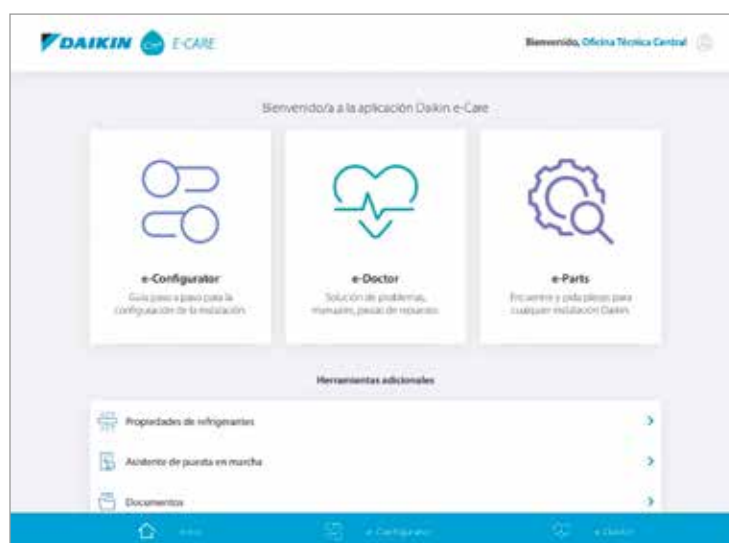 DAIKIN E-CARE
Bienvenido, Oficina Técnica Central
Bienvenido/a a la aplicación Daikin e-Care
e-Configurator
Guía paso a paso para la
configuración de la instalación
e-Doctor
Solución de problemas,
manuales, piezas de repuesto
e-Parts
Encuentre y pida piezas para
cualquier instalación Daikin
Herramientas adicionales
Propiedades de refrigerantes
Asistente de puesta en marcha
Documentos
e-Configurator
e-Doctor